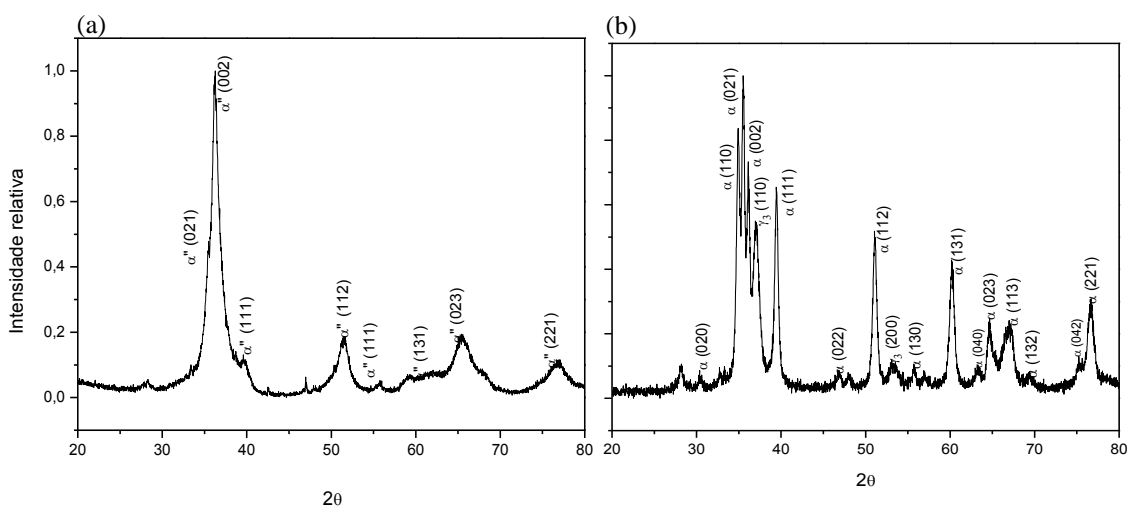 (a)
Intensidade relativa
1,0
0,8
0,6
0,4
0,2
0,0
α" (021)
α" (002)
α" (111)
α" (112)
α" (111)
α" (131)
α" (023)
α" (221)
20 30 40 50 60 70 80
2θ
(b)
α (020)
α (110)
α (021)
α (002)
γ3 (110)
α (111)
α (022)
α (112)
γ3 (200)
α (130)
α (131)
α (040)
α (023)
α (113)
α (132)
α (042)
α (221)
20 30 40 50 60 70 80
2θ